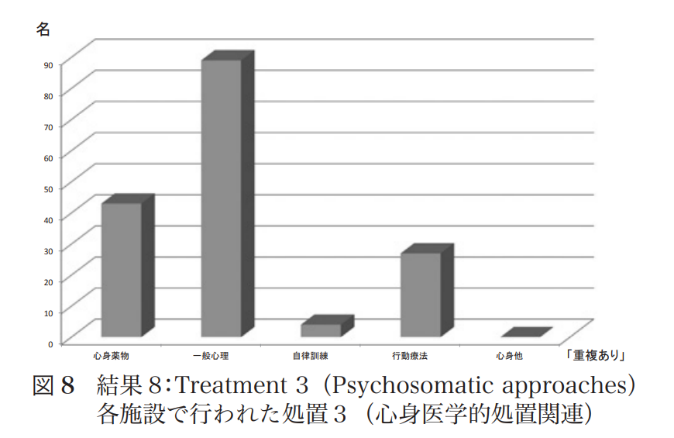 名
90
80
70
60
50
40
30
20
10
0
心身薬物 一般心理 自律訓練 行動療法 心身他 「重複あり」
図8 結果8:Treatment 3(Psychosomatic approaches)
各施設で行われた処置3(心身医学的処置関連)